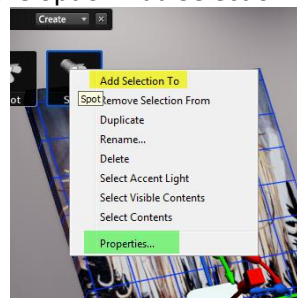 Create
Add Selection To
Spot
Remove Selection From
Duplicate
Rename...
Delete
Select Accent Light
Select Visible Contents
Select Contents
Properties...